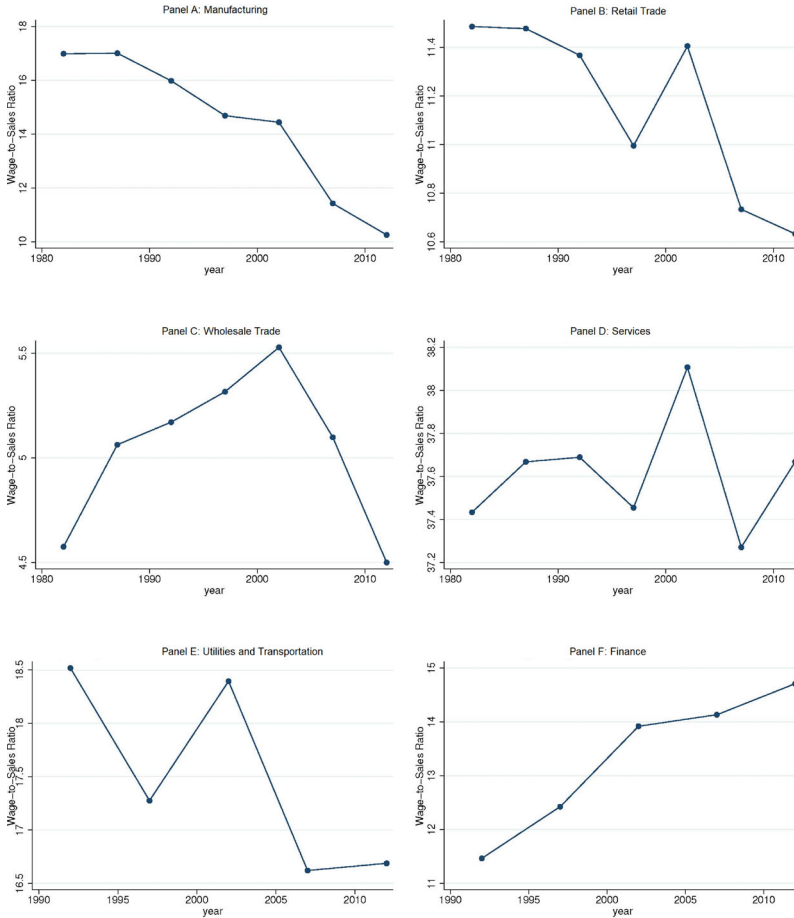 Panel A: Manufacturing
Wage-to-Sales Ratio
18
16
14
12
10
1980 1990 2000 2010
year
Panel B: Retail Trade
Wage-to-Sales Ratio
11.4
11.2
11
10.8
10.6
1980 1990 2000 2010
year
Panel C: Wholesale Trade
Wage-to-Sales Ratio
5.5
5
4.5
1980 1990 2000 2010
year
Panel D: Services
Wage-to-Sales Ratio
38.2
38
37.8
37.6
37.4
37.2
1980 1990 2000 2010
year
Panel E: Utilities and Transportation
Wage-to-Sales Ratio
18.5
18
17.5
17
16.5
1990 1995 2000 2005 2010
year
Panel F: Finance
Wage-to-Sales Ratio
15
14
13
12
11
1990 1995 2000 2005 2010
year